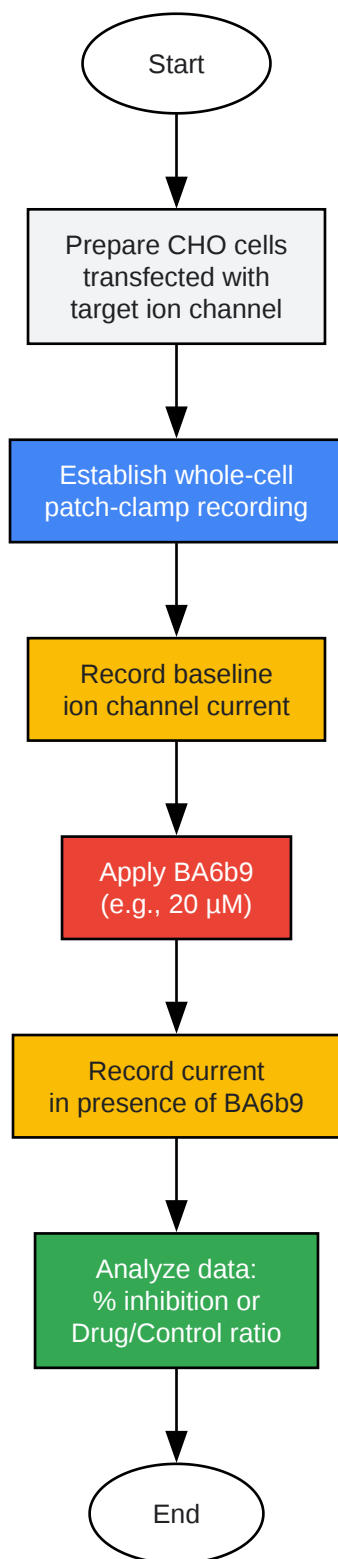 Start
Prepare CHO cells
transfected with
target ion channel
Establish whole-cell
patch-clamp recording
Record baseline
ion channel current
Apply BA6b9
(e.g., 20 µM)
Record current
in presence of BA6b9
Analyze data:
% inhibition or
Drug/Control ratio
End